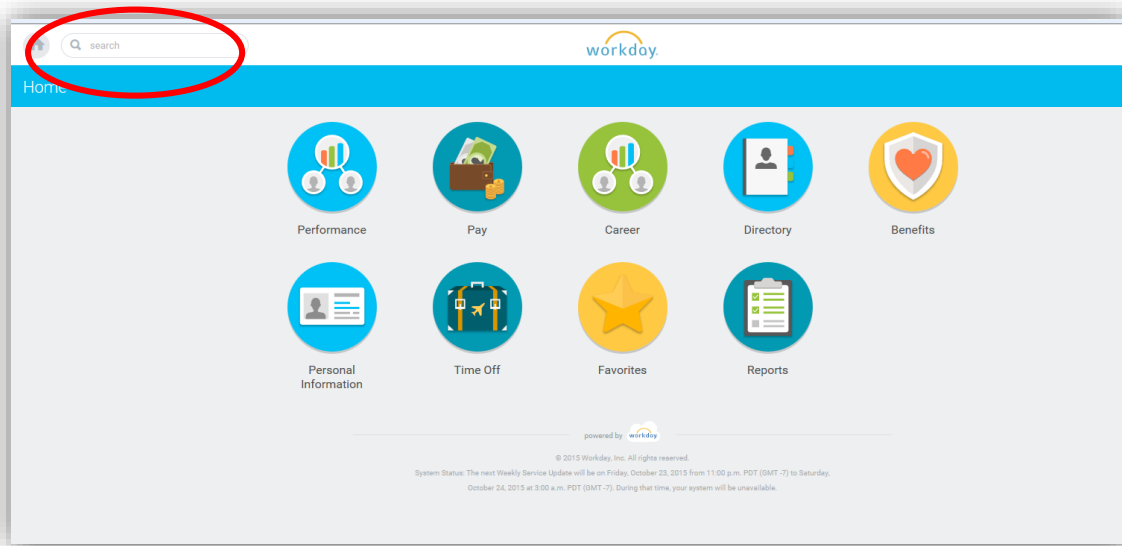 search
workday.
Home
Performance
Pay
Career
Directory
Benefits
Personal
Information
Time Off
Favorites
Reports
powered by workday
© 2015 Workday, Inc. All rights reserved.
System Status: The next Weekly Service Update will be on Friday, October 23, 2015 from 11:00 p.m. PDT (GMT -7) to Saturday,
October 24, 2015 at 3:00 a.m. PDT (GMT -7). During that time, your system will be unavailable.